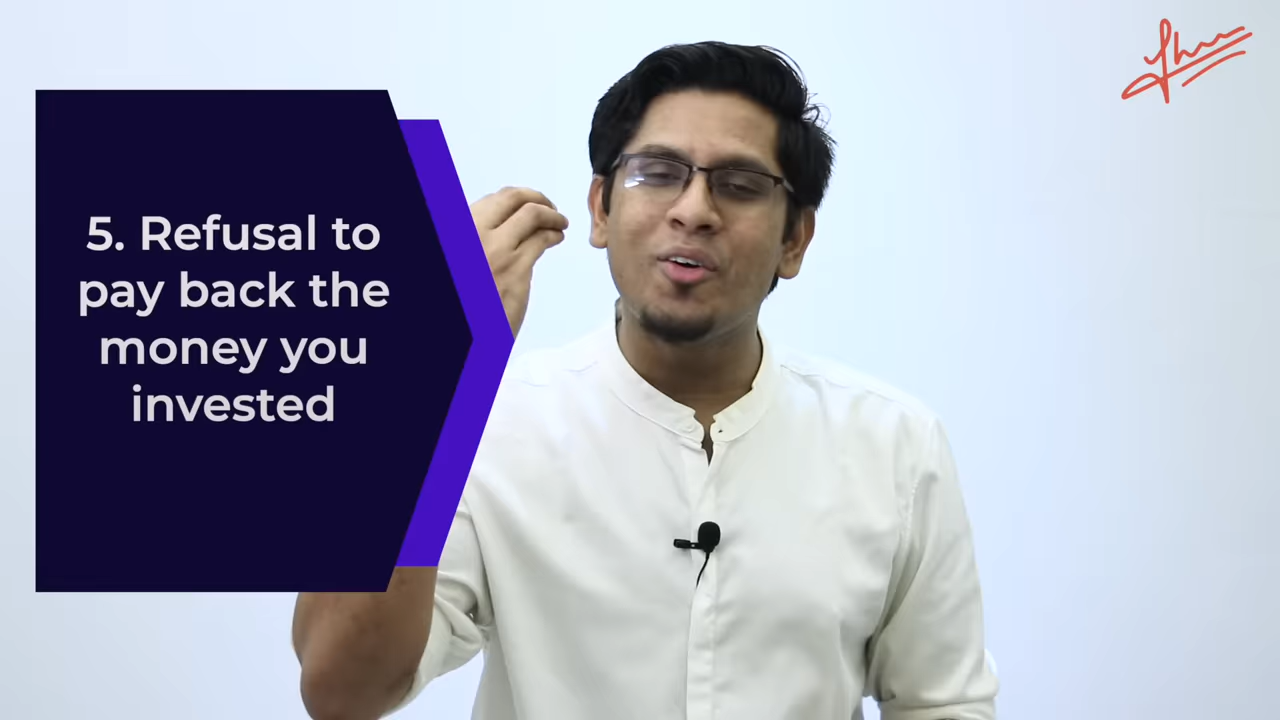 5. Refusal to
pay back the
money you
invested